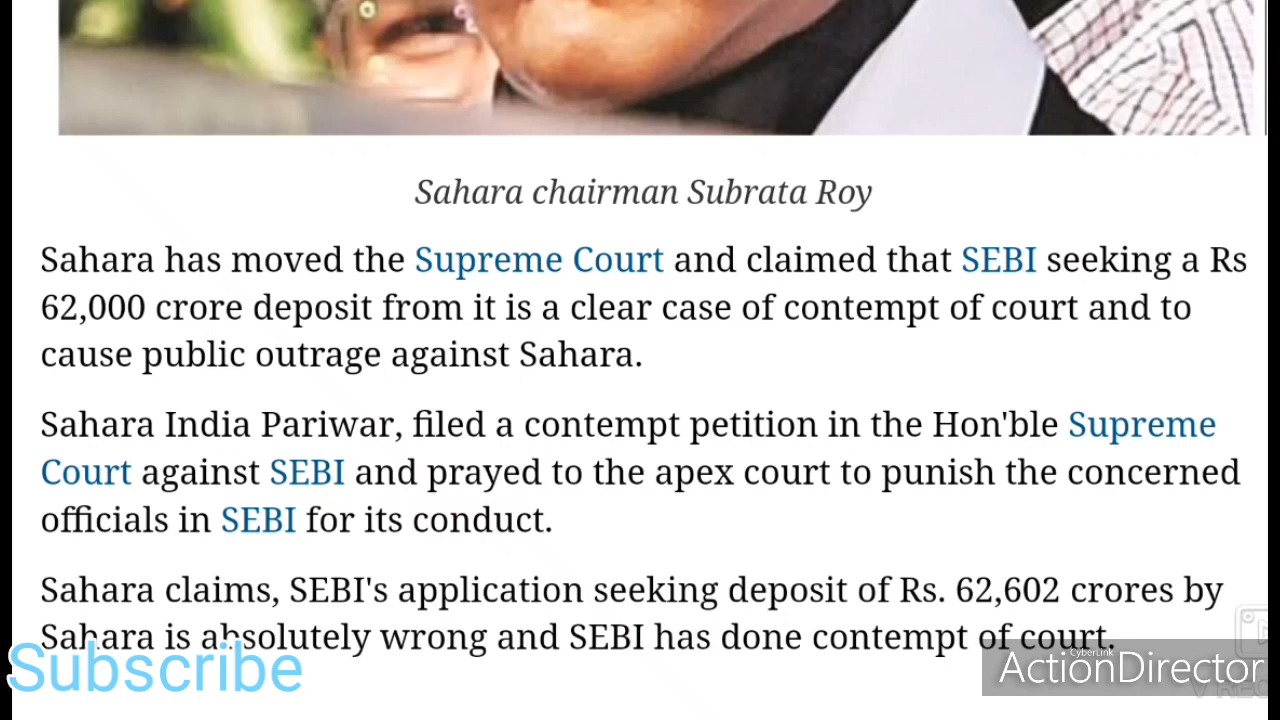 Sahara chairman Subrata Roy
Sahara has moved the Supreme Court and claimed that SEBI seeking a Rs
62,000 crore deposit from it is a clear case of contempt of court and to
cause public outrage against Sahara.
Sahara India Pariwar, filed a contempt petition in the Hon'ble Supreme
Court against SEBI and prayed to the apex court to punish the concerned
officials in SEBI for its conduct.
Sahara claims, SEBI's application seeking deposit of Rs. 62,602 crores by
Sahara is absolutely wrong and SEBI has done contempt of court.
Subscribe
CyberLink
ActionDirector